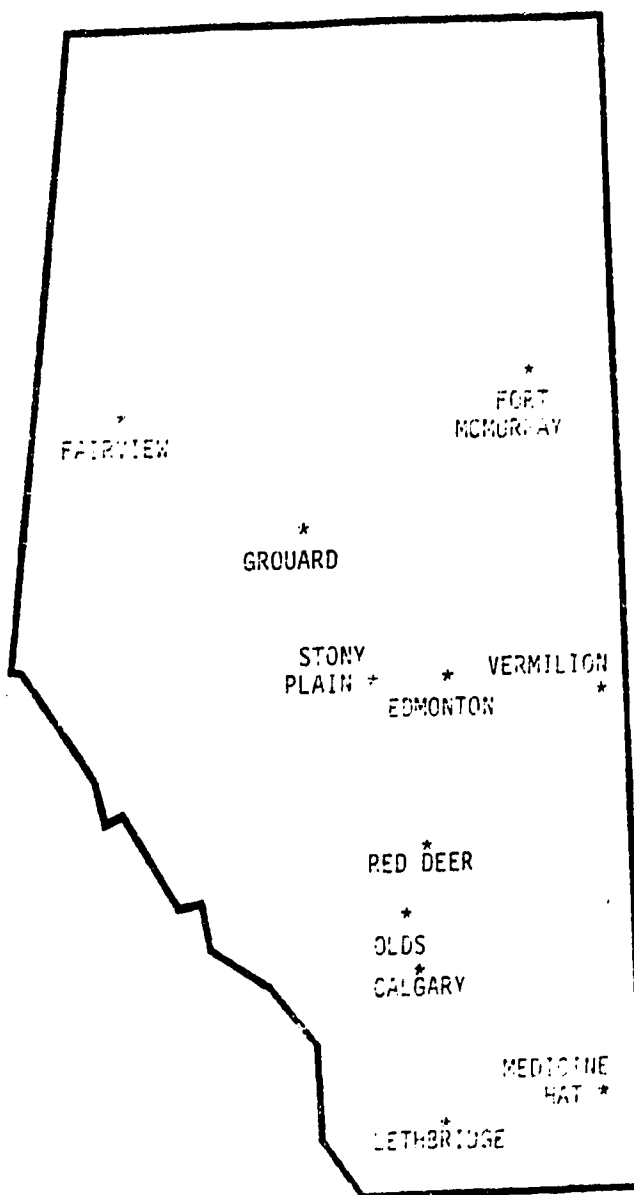 *
FORT
MCMURRAY
*
FAIRVIEW
*
GROUARD
STONY
PLAIN *
*
EDMONTON
VERMILION
*
*
RED DEER
*
OLDS
*
CALGARY
MEDICINE
HAT *
*
LETHBRIDGE